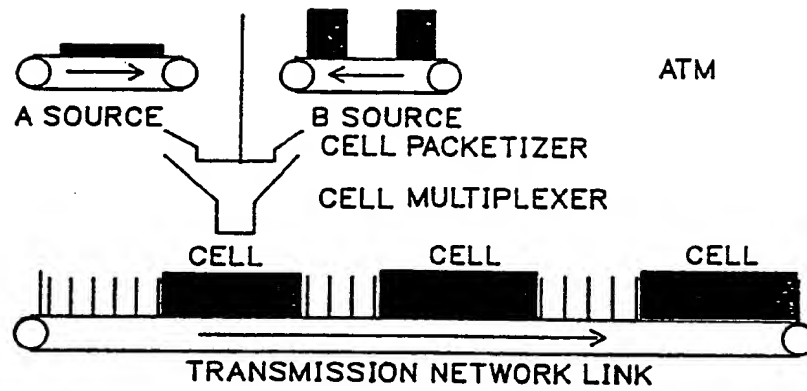 ATM
A SOURCE
B SOURCE
CELL PACKETIZER
CELL MULTIPLEXER
CELL
CELL
CELL
TRANSMISSION NETWORK LINK